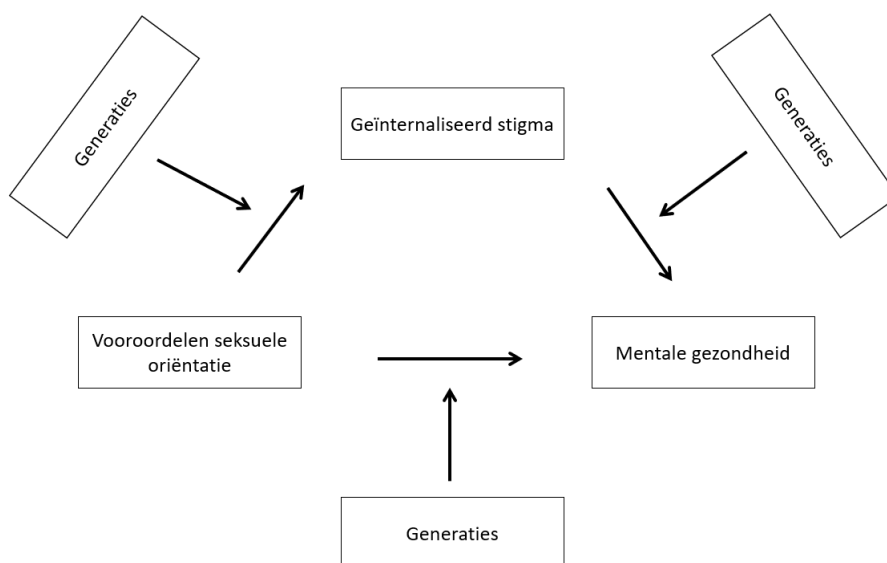 Generaties
Generaties
Geïnternaliseerd stigma
Vooroordelen seksuele
oriëntatie
Mentale gezondheid
Generaties